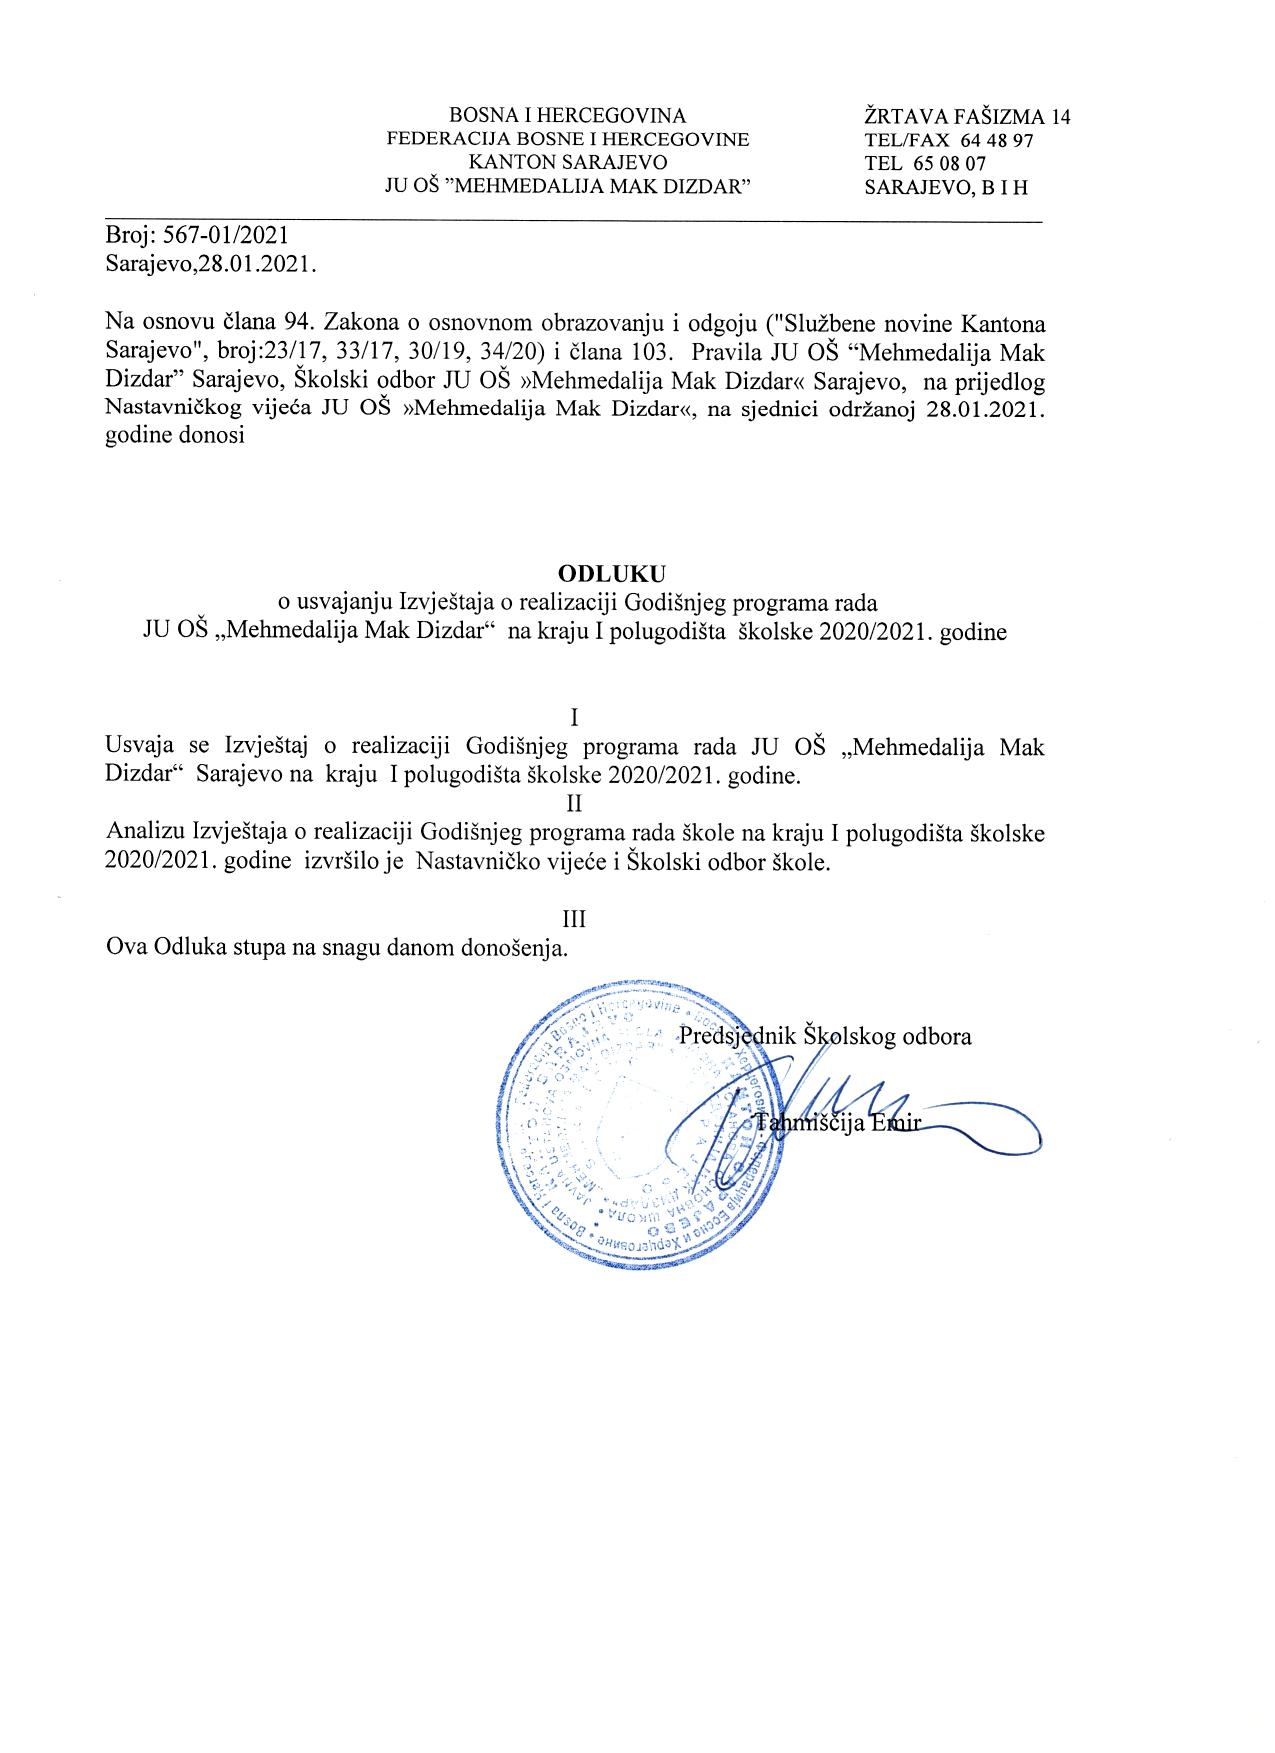 BOSNA I HERCEGOVINA
FEDERACIJA BOSNE I HERCEGOVINE
KANTON SARAJEVO
JU OŠ ”MEHMEDALIJA MAK DIZDAR”
ŽRTAVA FAŠIZMA 14
TEL/FAX 64 48 97
TEL 65 08 07
SARAJEVO, B I H
Broj: 567-01/2021
Sarajevo,28.01.2021.
Na osnovu člana 94. Zakona o osnovnom obrazovanju i odgoju ("Službene novine Kantona
Sarajevo", broj:23/17, 33/17, 30/19, 34/20) i člana 103. Pravila JU OŠ “Mehmedalija Mak
Dizdar” Sarajevo, Školski odbor JU OŠ »Mehmedalija Mak Dizdar« Sarajevo, na prijedlog
Nastavničkog vijeća JU OŠ »Mehmedalija Mak Dizdar«, na sjednici održanoj 28.01.2021.
godine donosi
ODLUKU
o usvajanju Izvještaja o realizaciji Godišnjeg programa rada
JU OŠ „Mehmedalija Mak Dizdar“ na kraju I polugodišta školske 2020/2021. godine
I
Usvaja se Izvještaj o realizaciji Godišnjeg programa rada JU OŠ „Mehmedalija Mak
Dizdar“ Sarajevo na kraju I polugodišta školske 2020/2021. godine.
II
Analizu Izvještaja o realizaciji Godišnjeg programa rada škole na kraju I polugodišta školske
2020/2021. godine izvršilo je Nastavničko vijeće i Školski odbor škole.
III
Ova Odluka stupa na snagu danom donošenja.
Predsjednik Školskog odbora
Tahmiščija Emir